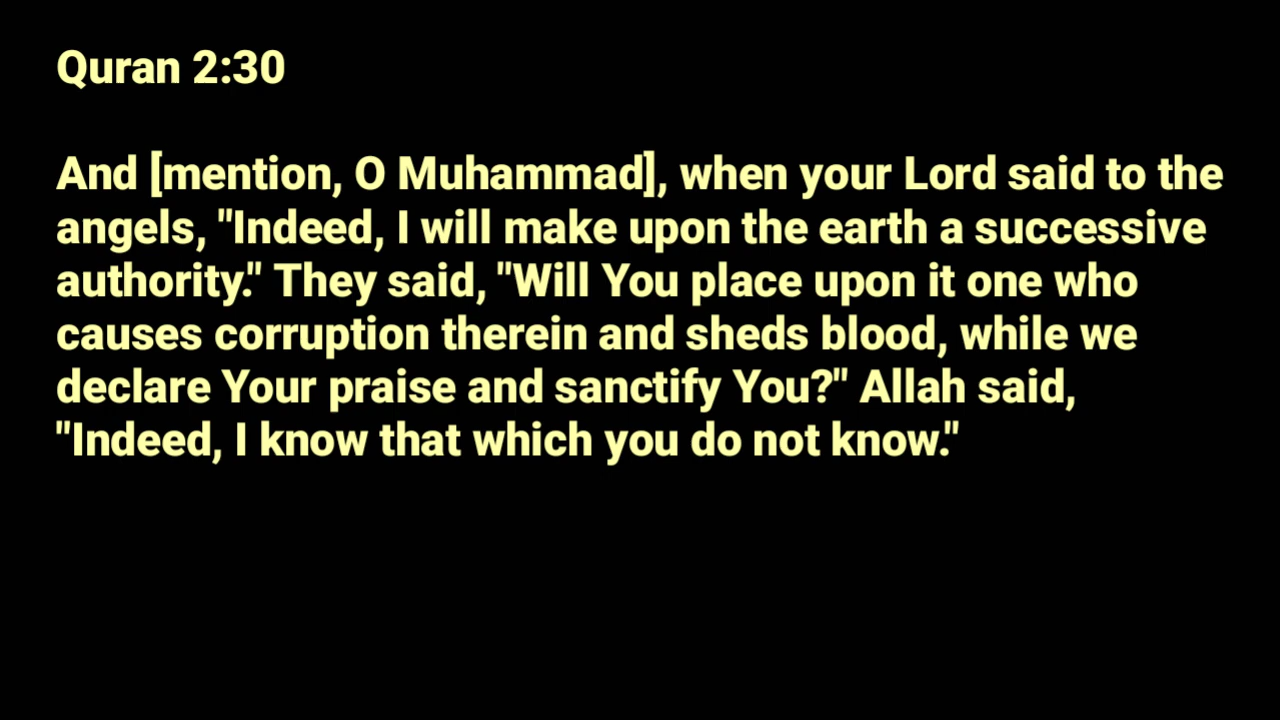 Quran 2:30
And [mention, O Muhammad], when your Lord said to the
angels, "Indeed, I will make upon the earth a successive
authority." They said, "Will You place upon it one who
causes corruption therein and sheds blood, while we
declare Your praise and sanctify You?" Allah said,
"Indeed, I know that which you do not know."